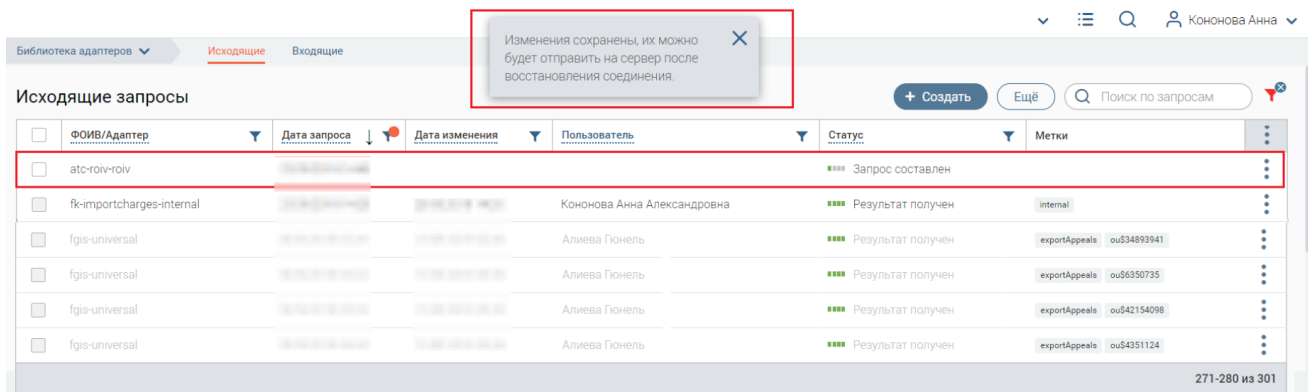 Кононова Анна
Библиотека адаптеров Исходящие Входящие
Изменения сохранены, их можно
будет отправить на сервер после
восстановления соединения.
Исходящие запросы + Создать Ещё Поиск по запросам
ФОИВ/Адаптер Дата запроса Дата изменения Пользователь Статус Метки
atc-roiv-roiv Запрос составлен
fk-importcharges-internal Кононова Анна Александровна Результат получен internal
fgis-universal Алиева Гюнель Результат получен exportAppeals ou$34893941
fgis-universal Алиева Гюнель Результат получен exportAppeals ou$6350735
fgis-universal Алиева Гюнель Результат получен exportAppeals ou$42154098
fgis-universal Алиева Гюнель Результат получен exportAppeals ou$4351124
271-280 из 301